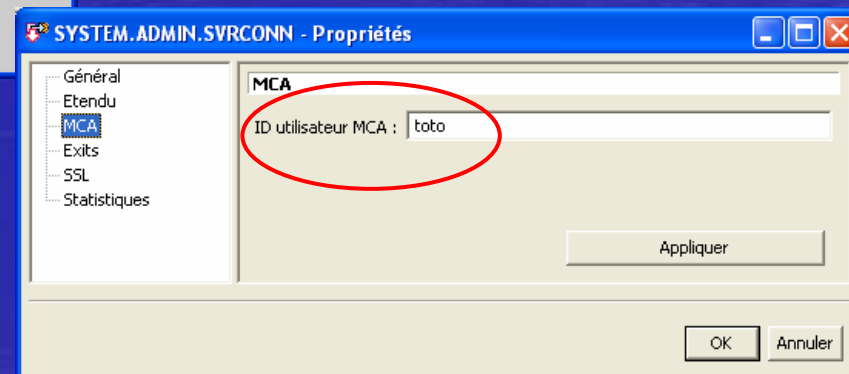 SYSTEM.ADMIN.SVRCONN - Propriétés
Général
Etendu
MCA
Exits
SSL
Statistiques
MCA
ID utilisateur MCA : toto
Appliquer
OK Annuler